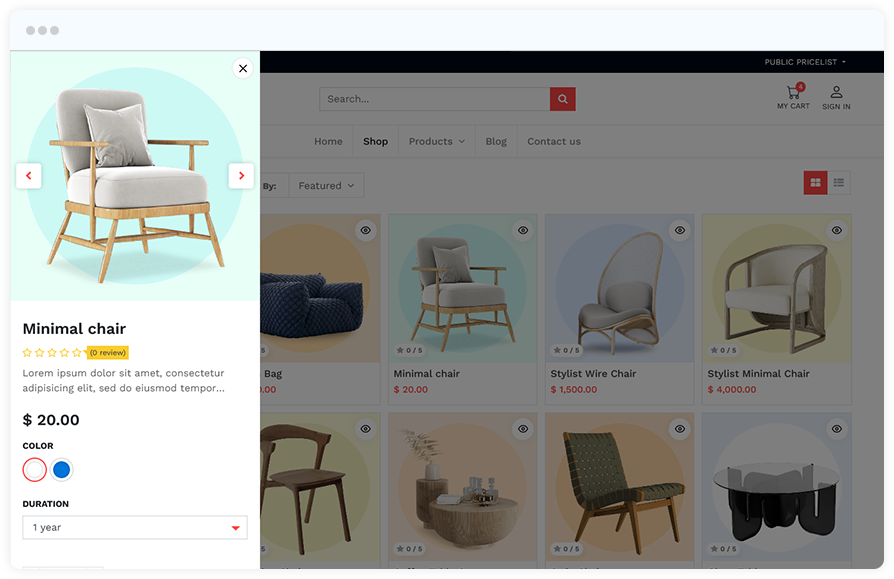 PUBLIC PRICELIST
Search...
4
MY CART
SIGN IN
Home
Shop
Products
Blog
Contact us
By:
Featured
Minimal chair
(0 review)
Lorem ipsum dolor sit amet, consectetur
adipisicing elit, sed do eiusmod tempor...
$ 20.00
COLOR
DURATION
1 year
5
Bag
0.00
0 / 5
Minimal chair
$ 20.00
0 / 5
Stylist Wire Chair
$ 1,500.00
0 / 5
Stylist Minimal Chair
$ 4,000.00
5
0 / 5
0 / 5
0 / 5